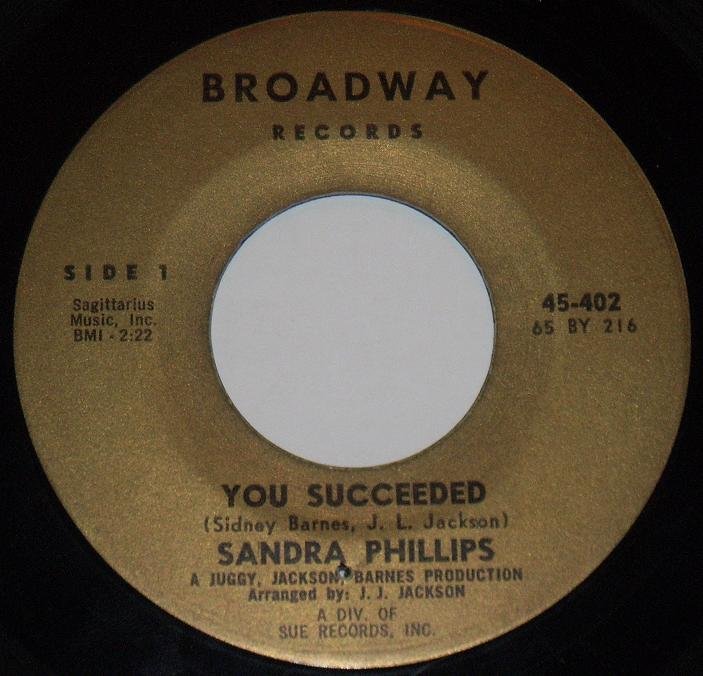 BROADWAY
RECORDS
SIDE 1
Sagittarius
Music, Inc.
BMI - 2:22
45-402
65 BY 216
YOU SUCCEEDED
(Sidney Barnes, J. L. Jackson)
SANDRA PHILLIPS
A JUGGY, JACKSON, BARNES PRODUCTION
Arranged by: J. J. JACKSON
A DIV. OF
SUE RECORDS, INC.